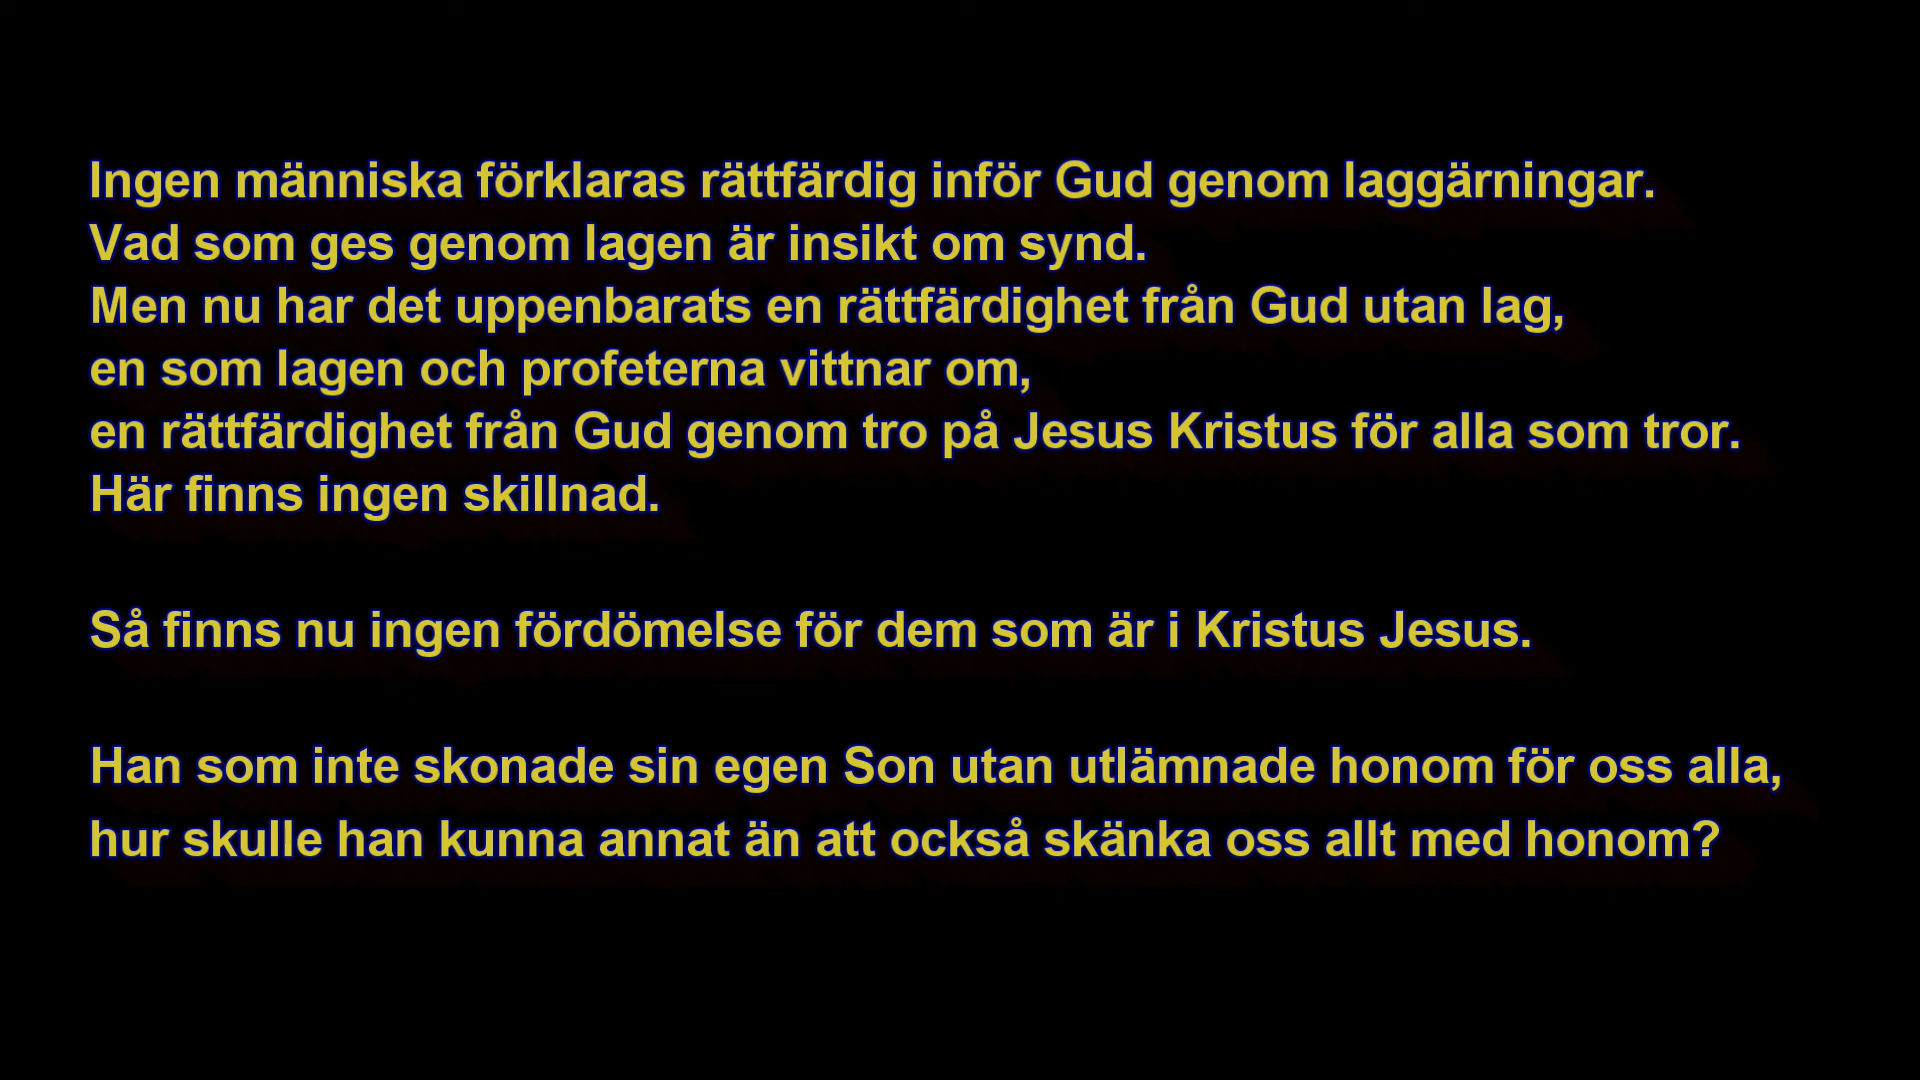 Ingen människa förklaras rättfärdig inför Gud genom laggärningar.
Vad som ges genom lagen är insikt om synd.
Men nu har det uppenbarats en rättfärdighet från Gud utan lag,
en som lagen och profeterna vittnar om,
en rättfärdighet från Gud genom tro på Jesus Kristus för alla som tror.
Här finns ingen skillnad.
Så finns nu ingen fördömelse för dem som är i Kristus Jesus.
Han som inte skonade sin egen Son utan utlämnade honom för oss alla,
hur skulle han kunna annat än att också skänka oss allt med honom?